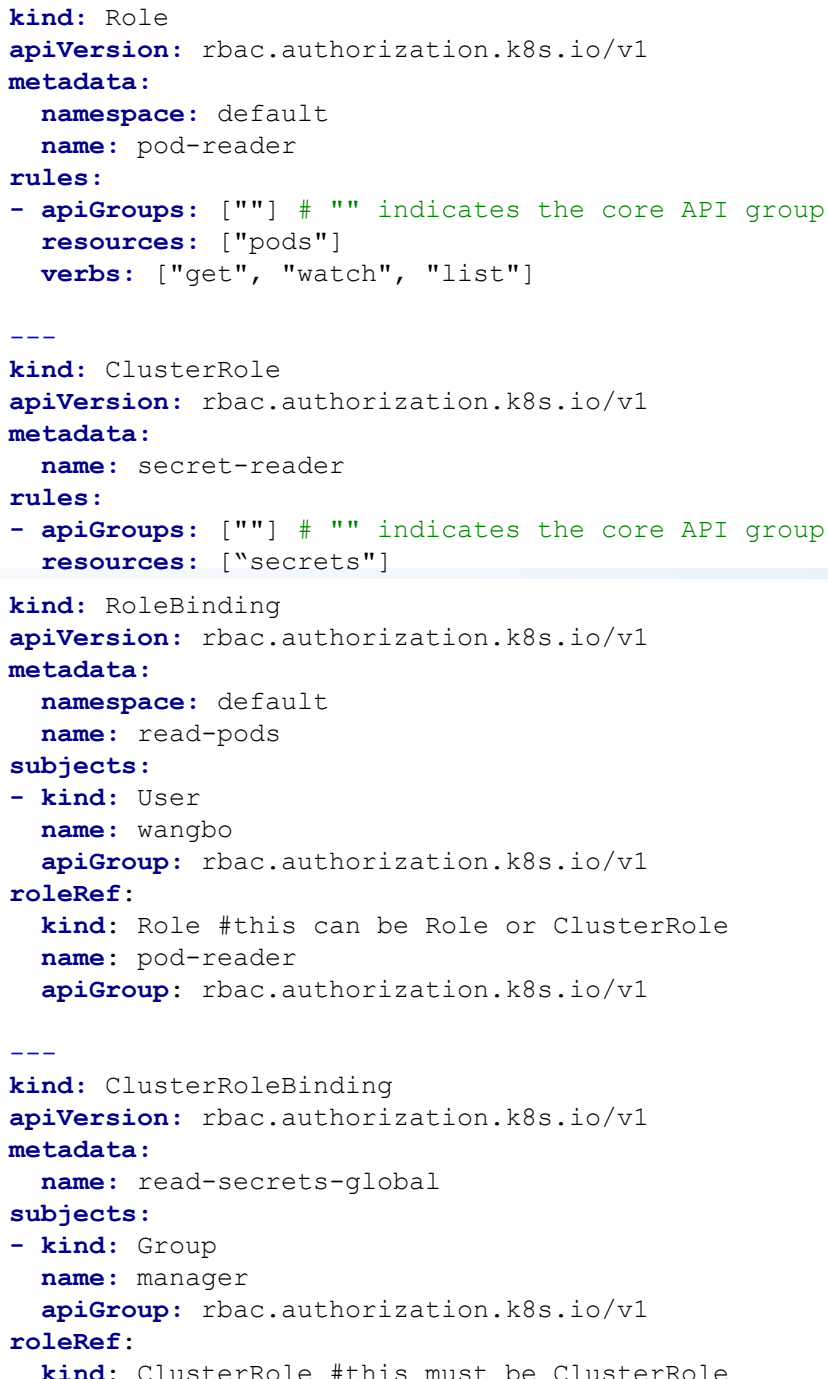 kind: Role
apiVersion: rbac.authorization.k8s.io/v1
metadata:
  namespace: default
  name: pod-reader
rules:
- apiGroups: [""] # "" indicates the core API group
  resources: ["pods"]
  verbs: ["get", "watch", "list"]

---
kind: ClusterRole
apiVersion: rbac.authorization.k8s.io/v1
metadata:
  name: secret-reader
rules:
- apiGroups: [""] # "" indicates the core API group
  resources: [“secrets"]
kind: RoleBinding
apiVersion: rbac.authorization.k8s.io/v1
metadata:
  namespace: default
  name: read-pods
subjects:
- kind: User
  name: wangbo
  apiGroup: rbac.authorization.k8s.io/v1
roleRef:
  kind: Role #this can be Role or ClusterRole
  name: pod-reader
  apiGroup: rbac.authorization.k8s.io/v1

---
kind: ClusterRoleBinding
apiVersion: rbac.authorization.k8s.io/v1
metadata:
  name: read-secrets-global
subjects:
- kind: Group
  name: manager
  apiGroup: rbac.authorization.k8s.io/v1
roleRef:
  kind: ClusterRole #this must be ClusterRole